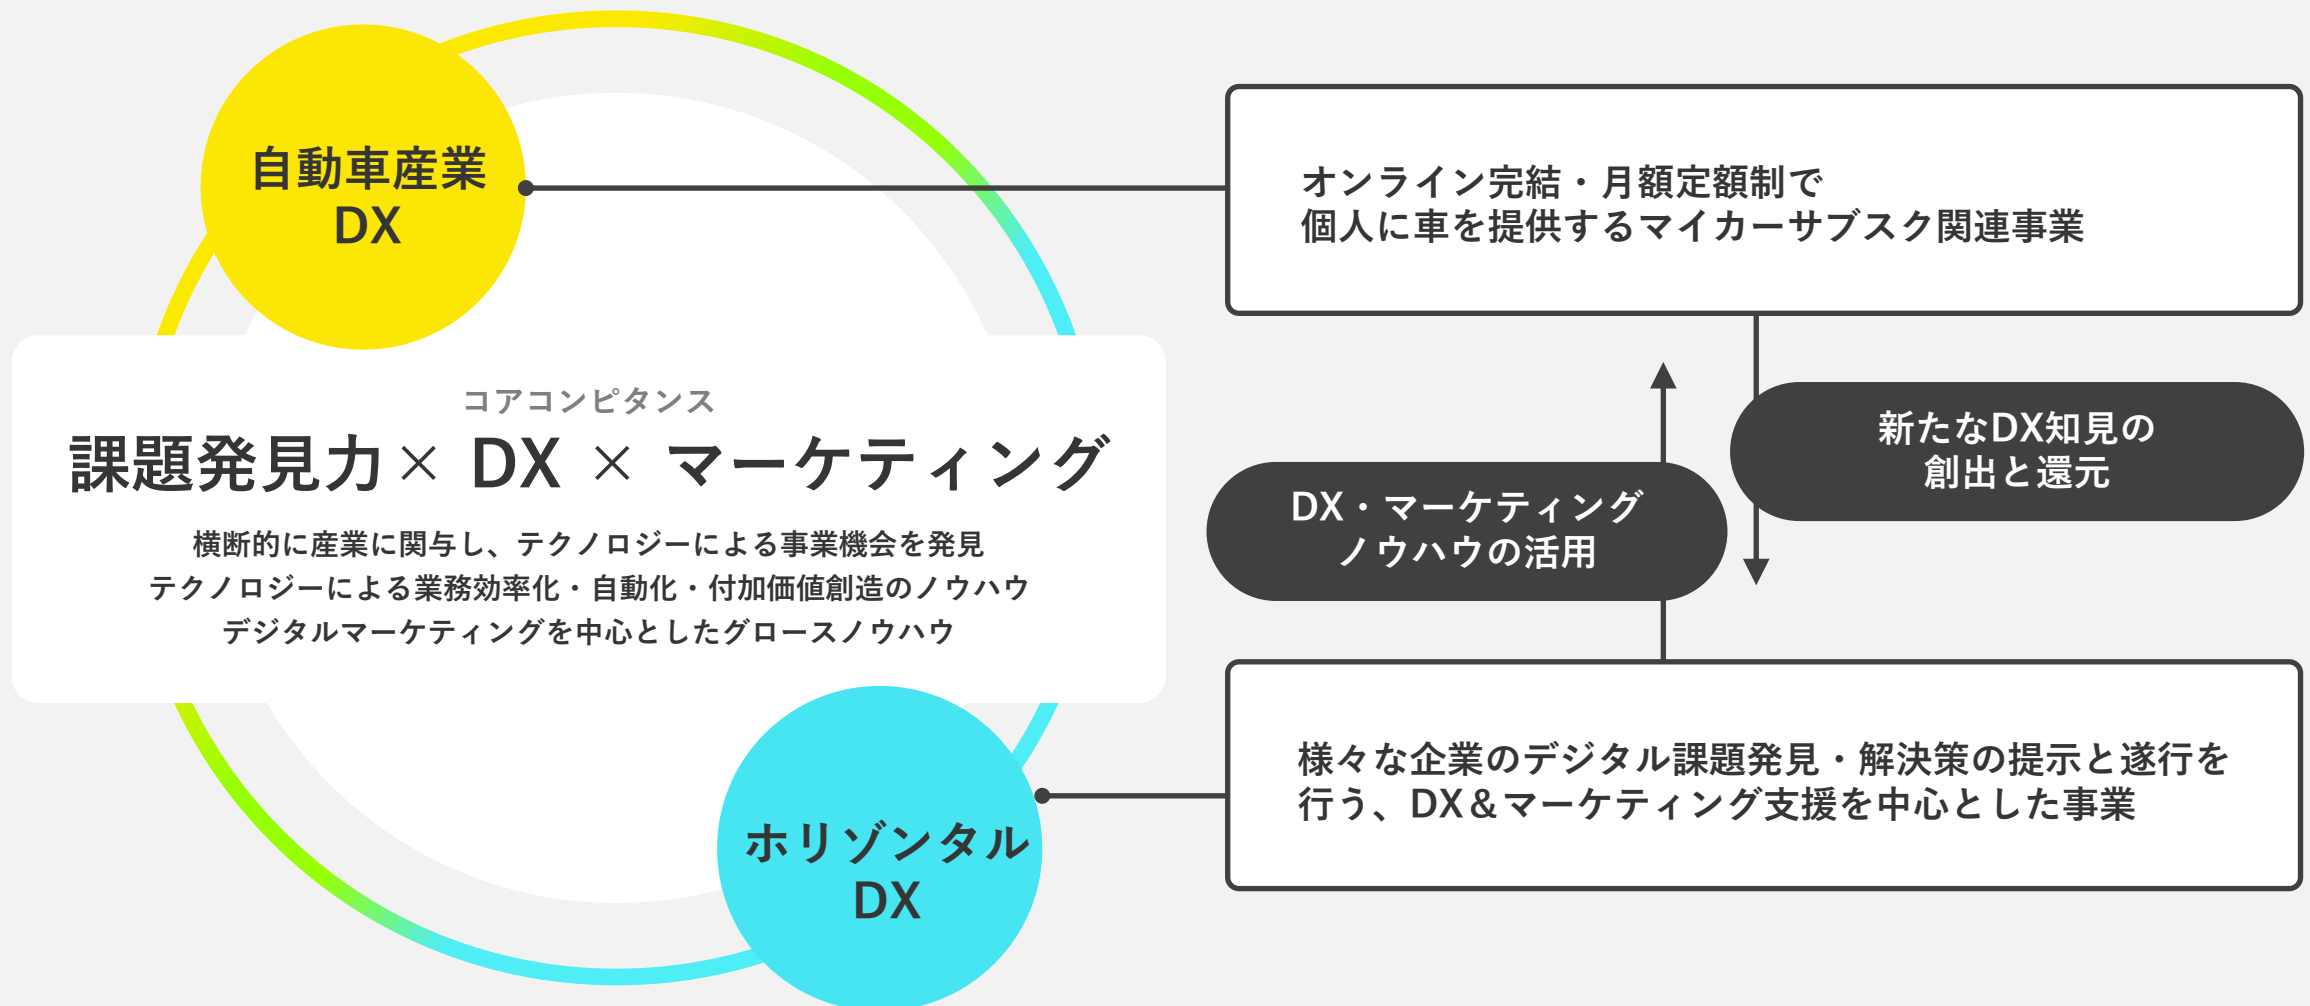 自動車産業
DX
オンライン完結・月額定額制で
個人に車を提供するマイカーサブスク関連事業
コアコンピタンス
課題発見力× DX × マーケティング
横断的に産業に関与し、テクノロジーによる事業機会を発見
テクノロジーによる業務効率化・自動化・付加価値創造のノウハウ
デジタルマーケティングを中心としたグロースノウハウ
新たなDX知見の
創出と還元
DX・マーケティング
ノウハウの活用
ホリゾンタル
DX
様々な企業のデジタル課題発見・解決策の提示と遂行を
行う、DX＆マーケティング支援を中心とした事業